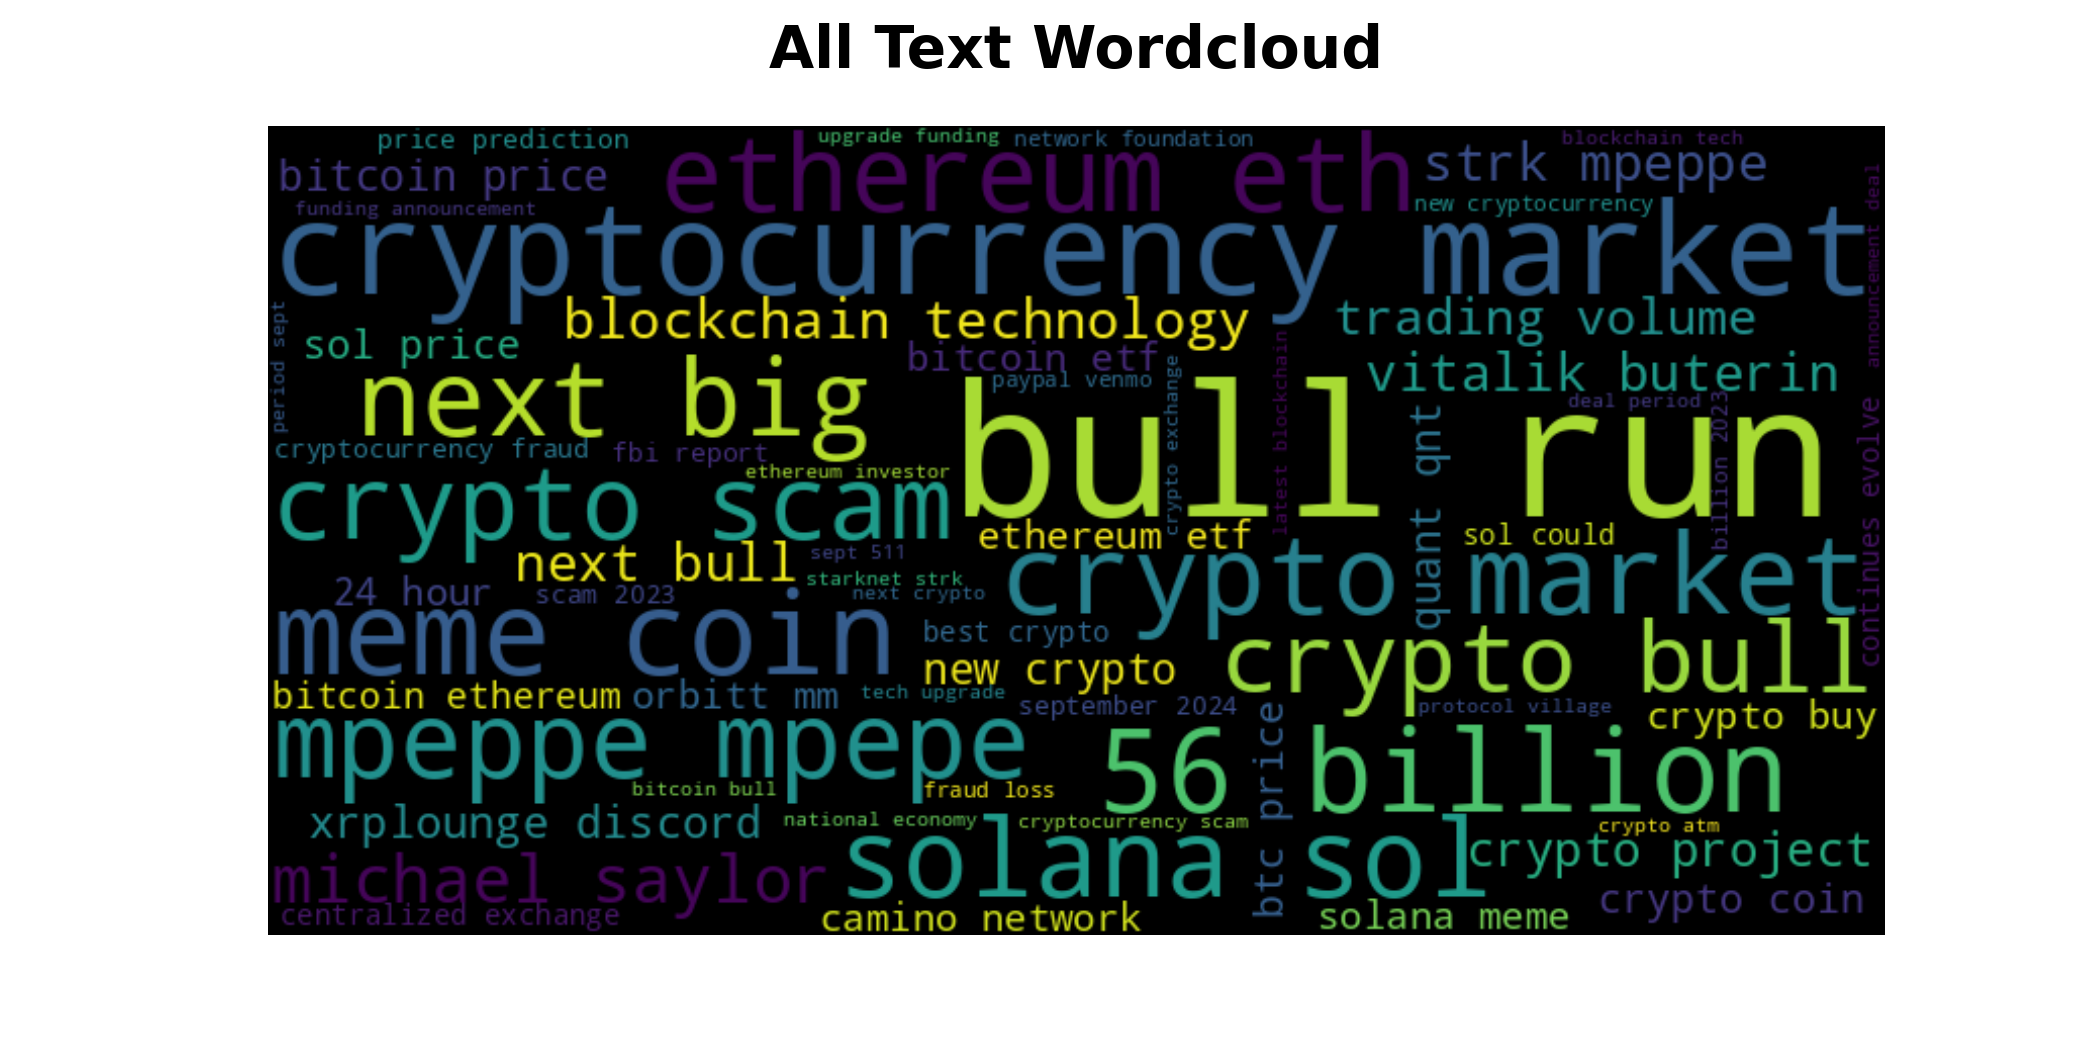 All Text Wordcloud
price prediction
upgrade funding
network foundation
blockchain tech
bitcoin price
ethereum eth
strk mpeppe
funding announcement
new cryptocurrency
cryptocurrency market
announcement deal
period sept
blockchain technology
trading volume
sol price
bitcoin etf
vitalik buterin
paypal venmo
next big
bull run
crypto exchange
latest blockchain
deal period
billion 2023
quant qnt
continues evolve
cryptocurrency fraud
fbi report
ethereum investor
crypto scam
ethereum etf
sol could
next bull
sept 511
crypto market
24 hour
scam 2023
starknet strk
next crypto
meme coin
best crypto
new crypto
crypto bull
bitcoin ethereum
orbitt mm
tech upgrade
september 2024
protocol village
crypto buy
mpeppe mpepe
56 billion
btc price
bitcoin bull
fraud loss
xrplounge discord
national economy
cryptocurrency scam
crypto atm
solana sol
crypto project
michael saylor
crypto coin
centralized exchange
camino network
solana meme